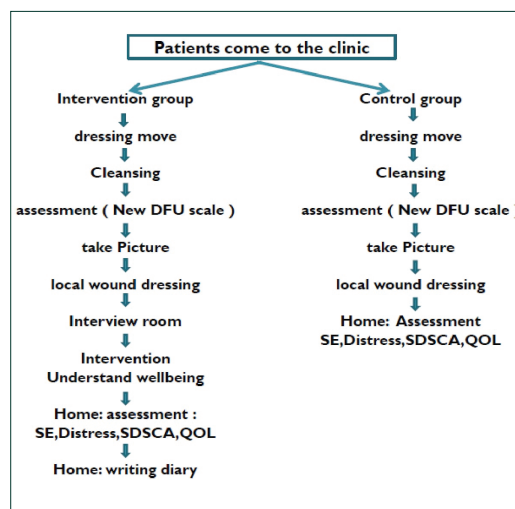 Patients come to the clinic
Intervention group
dressing move
Cleansing
assessment ( New DFU scale )
take Picture
local wound dressing
Interview room
Intervention
Understand wellbeing
Home: assessment :
SE,Distress,SDSCA,QOL
Home: writing diary
Control group
dressing move
Cleansing
assessment ( New DFU scale )
take Picture
local wound dressing
Home: Assessment
SE,Distress,SDSCA,QOL